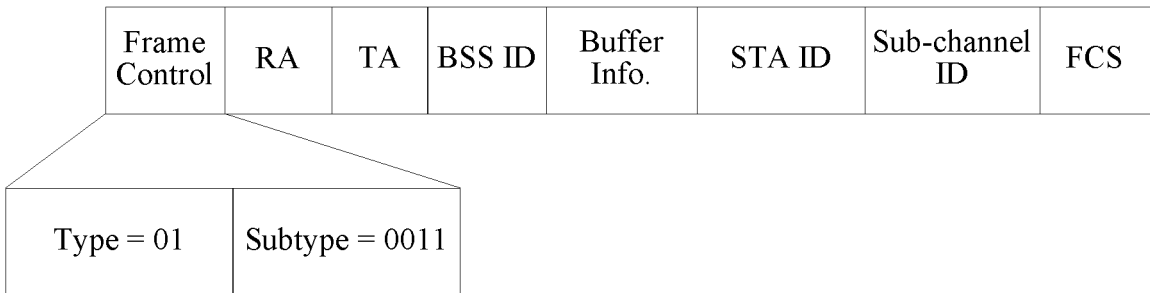 Frame Control
RA
TA
BSS ID
Buffer Info.
STA ID
Sub-channel ID
FCS
Type = 01
Subtype = 0011